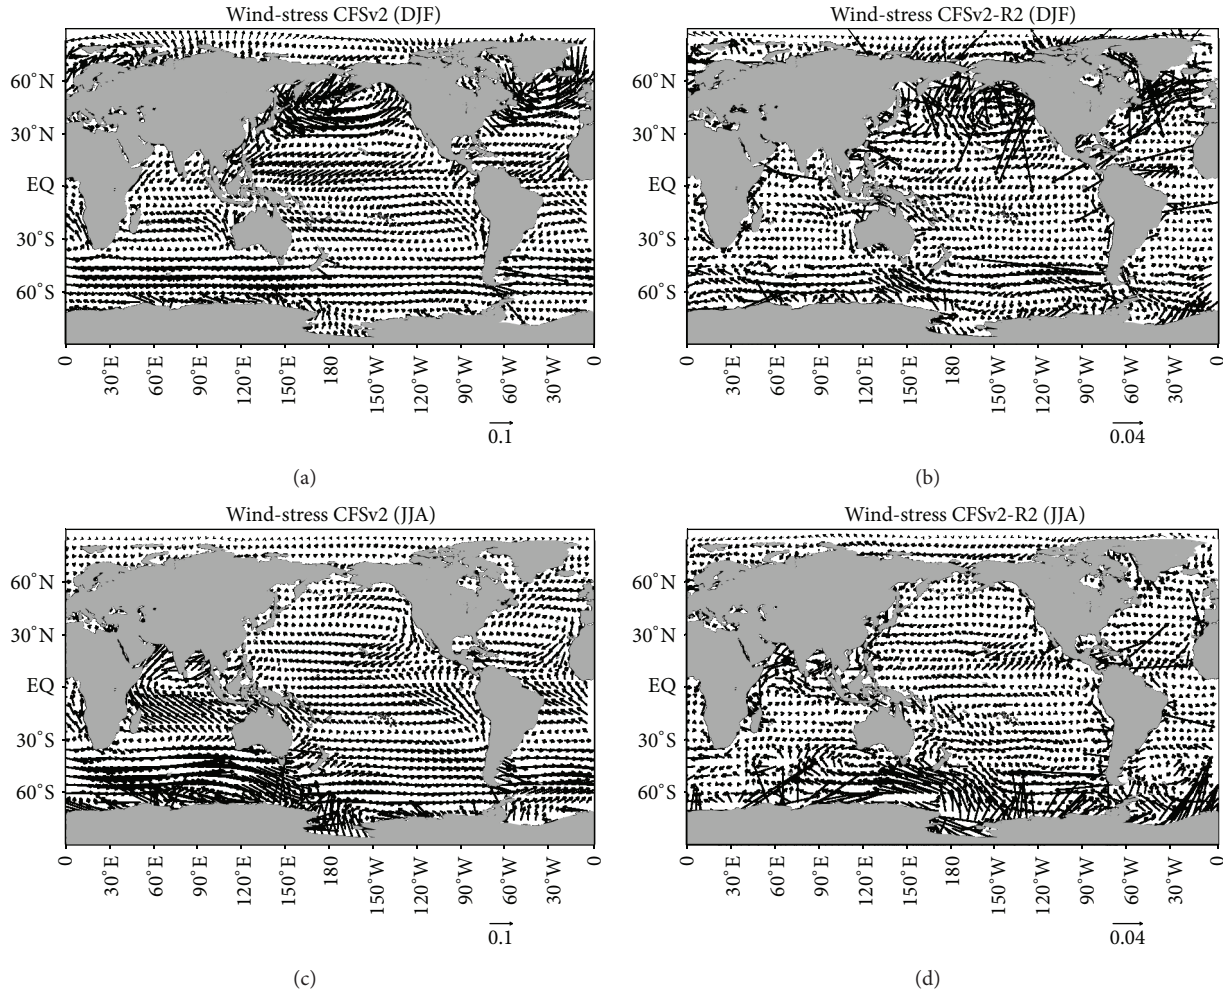 Wind-stress CFSv2 (DJF)
60°N
30°N
EQ
30°S
60°S
0
30°E
60°E
90°E
120°E
150°E
180
150°W
120°W
90°W
60°W
30°W
0
0.1
(a)
Wind-stress CFSv2-R2 (DJF)
60°N
30°N
EQ
30°S
60°S
0
30°E
60°E
90°E
120°E
150°E
180
150°W
120°W
90°W
60°W
30°W
0
0.04
(b)
Wind-stress CFSv2 (JJA)
60°N
30°N
EQ
30°S
60°S
0
30°E
60°E
90°E
120°E
150°E
180
150°W
120°W
90°W
60°W
30°W
0
0.1
(c)
Wind-stress CFSv2-R2 (JJA)
60°N
30°N
EQ
30°S
60°S
0
30°E
60°E
90°E
120°E
150°E
180
150°W
120°W
90°W
60°W
30°W
0
0.04
(d)